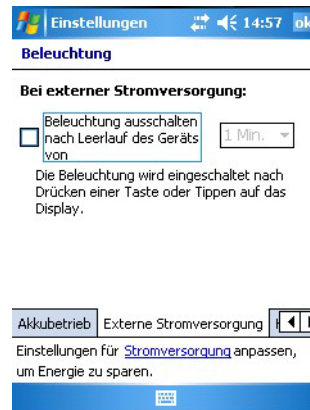 Einstellungen 14:57 ok
Beleuchtung
Bei externer Stromversorgung:
Beleuchtung ausschalten
nach Leerlauf des Geräts
von
1 Min.
Die Beleuchtung wird eingeschaltet nach
Drücken einer Taste oder Tippen auf das
Display.
Akkubetrieb Externe Stromversorgung
Einstellungen für Stromversorgung anpassen,
um Energie zu sparen.